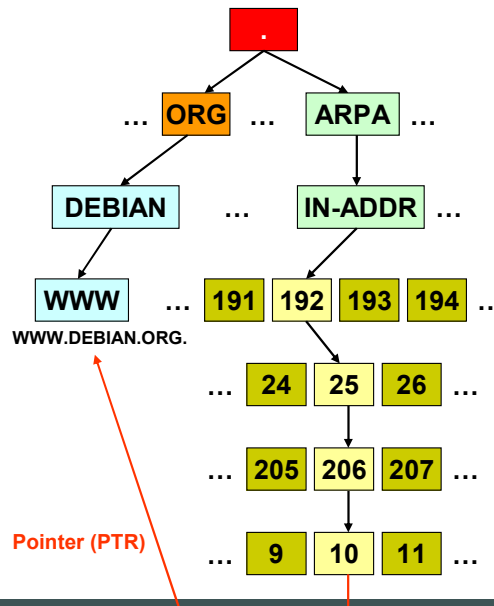 .
... ORG ... ARPA ...
DEBIAN ... IN-ADDR ...
WWW ... 191 192 193 194 ..
WWW.DEBIAN.ORG.
... 24 25 26 ...
... 205 206 207 ...
Pointer (PTR)
... 9 10 11 ...